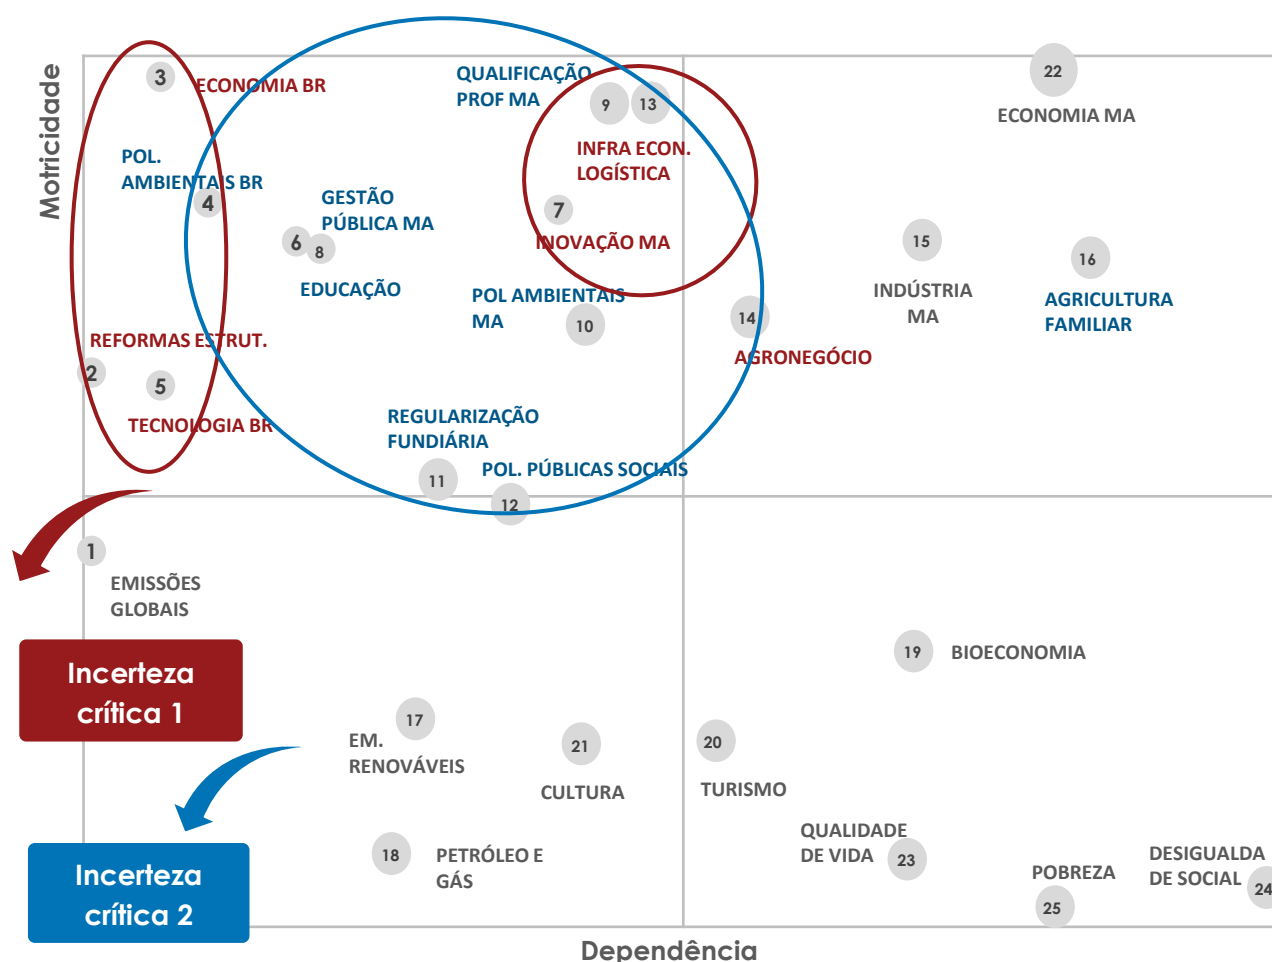 Motricidade
3
ECONOMIA BR
QUALIFICAÇÃO
PROF MA
9
13
22
ECONOMIA MA
POL.
AMBIENTAIS BR
4
GESTÃO
PÚBLICA MA
6
8
EDUCAÇÃO
INFRA ECON.
LOGÍSTICA
7
INOVAÇÃO MA
15
INDÚSTRIA
MA
16
AGRICULTURA
FAMILIAR
POL AMBIENTAIS
MA
10
14
AGRONEGÓCIO
REFORMAS ESTRUT.
2
5
TECNOLOGIA BR
REGULARIZAÇÃO
FUNDIÁRIA
11
POL. PÚBLICAS SOCIAIS
12
1
EMISSÕES
GLOBAIS
Incerteza
crítica 1
19
BIOECONOMIA
17
EM.
RENOVÁVEIS
21
CULTURA
20
TURISMO
Incerteza
crítica 2
18
PETRÓLEO E
GÁS
QUALIDADE
DE VIDA
23
POBREZA
25
DESIGUALDA
DE SOCIAL
24
Dependência